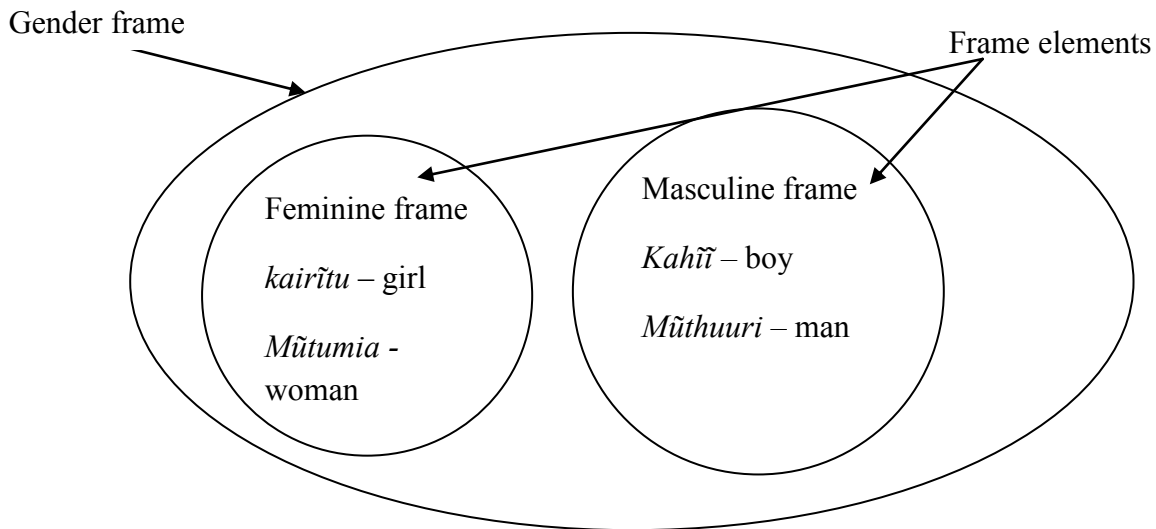 Gender frame
Frame elements
Feminine frame
kairĩtu – girl
Mũtumia -
woman
Masculine frame
Kahĩĩ – boy
Mũthuuri – man